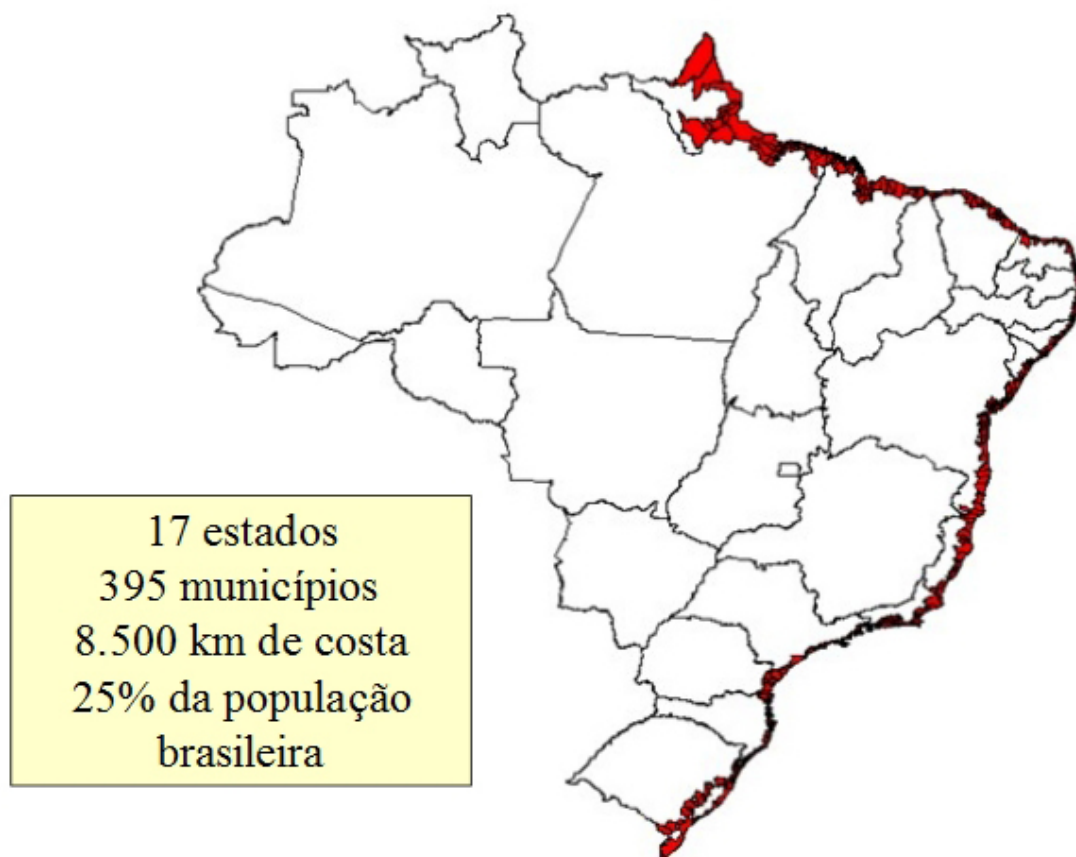 17 estados
395 municípios
8.500 km de costa
25% da população
brasileira